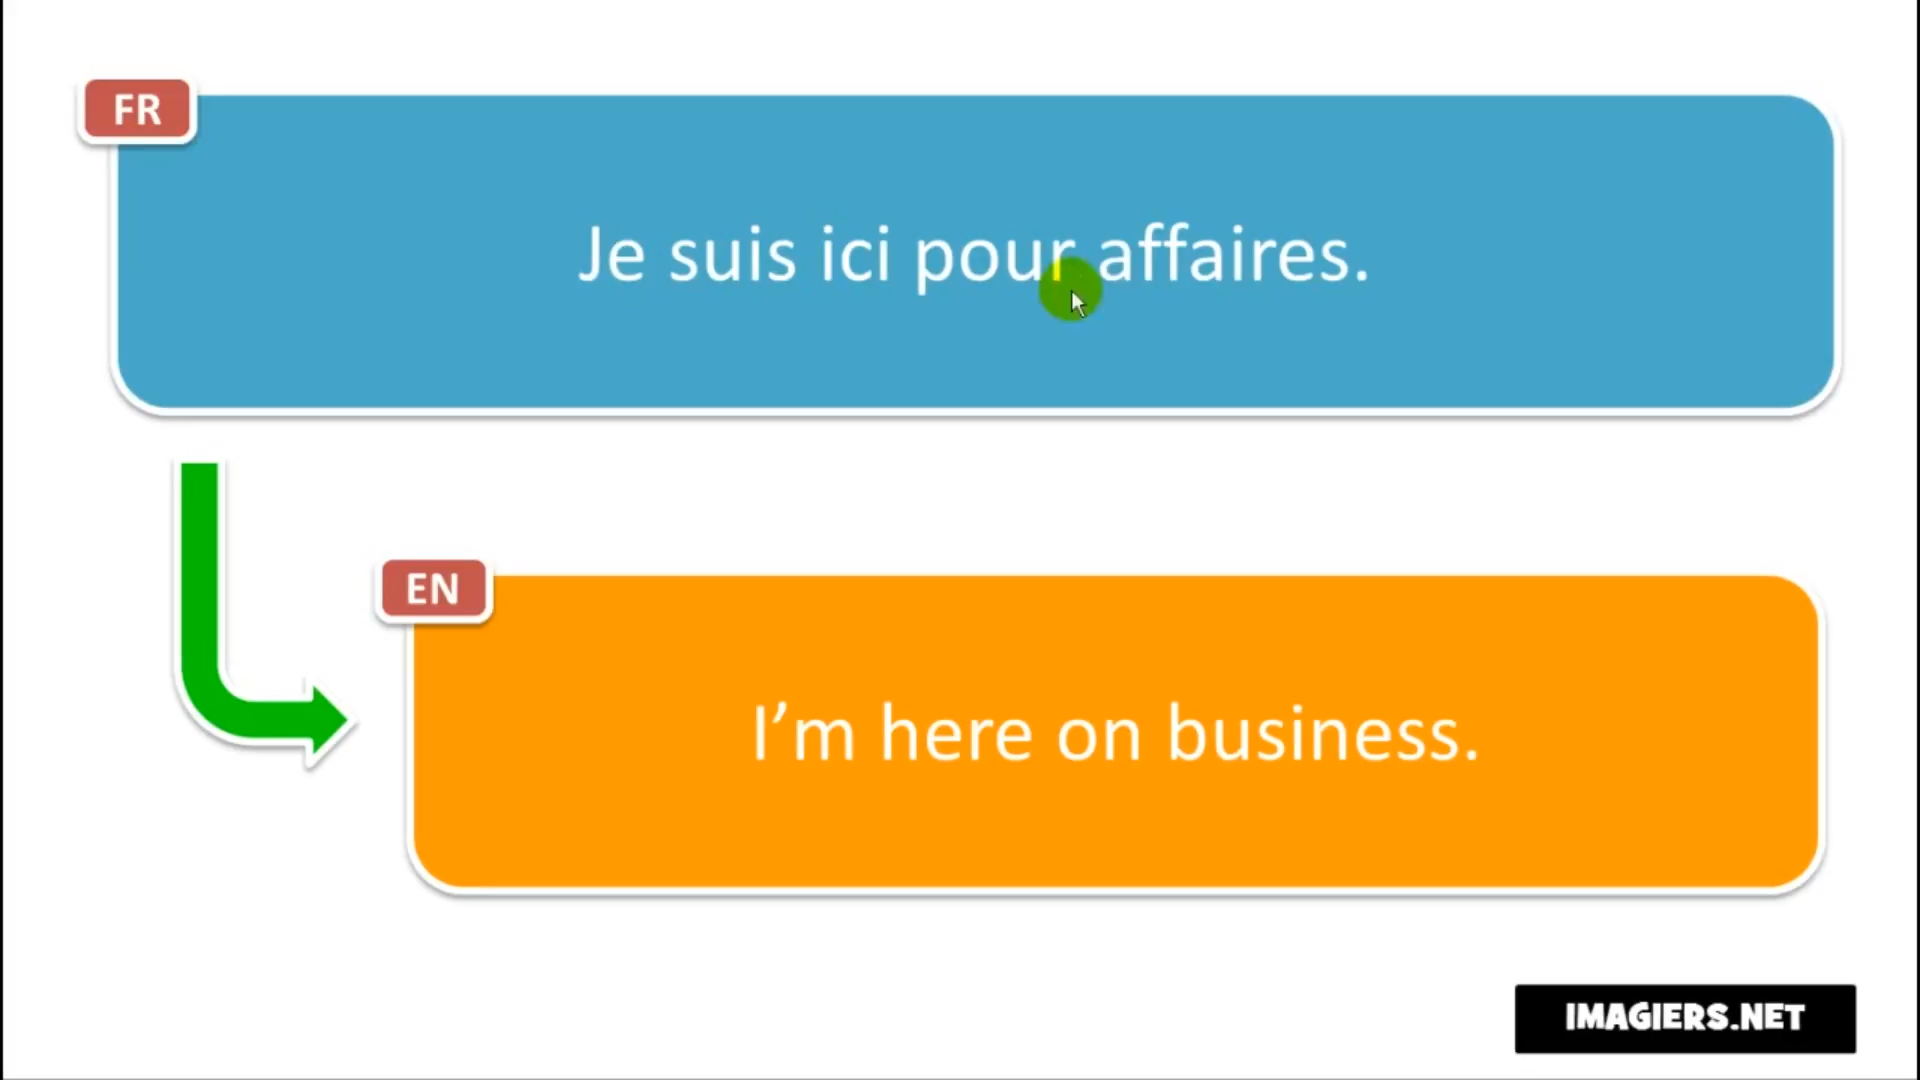 FR
Je suis ici pour affaires.
EN
I’m here on business.
IMAGIERS.NET